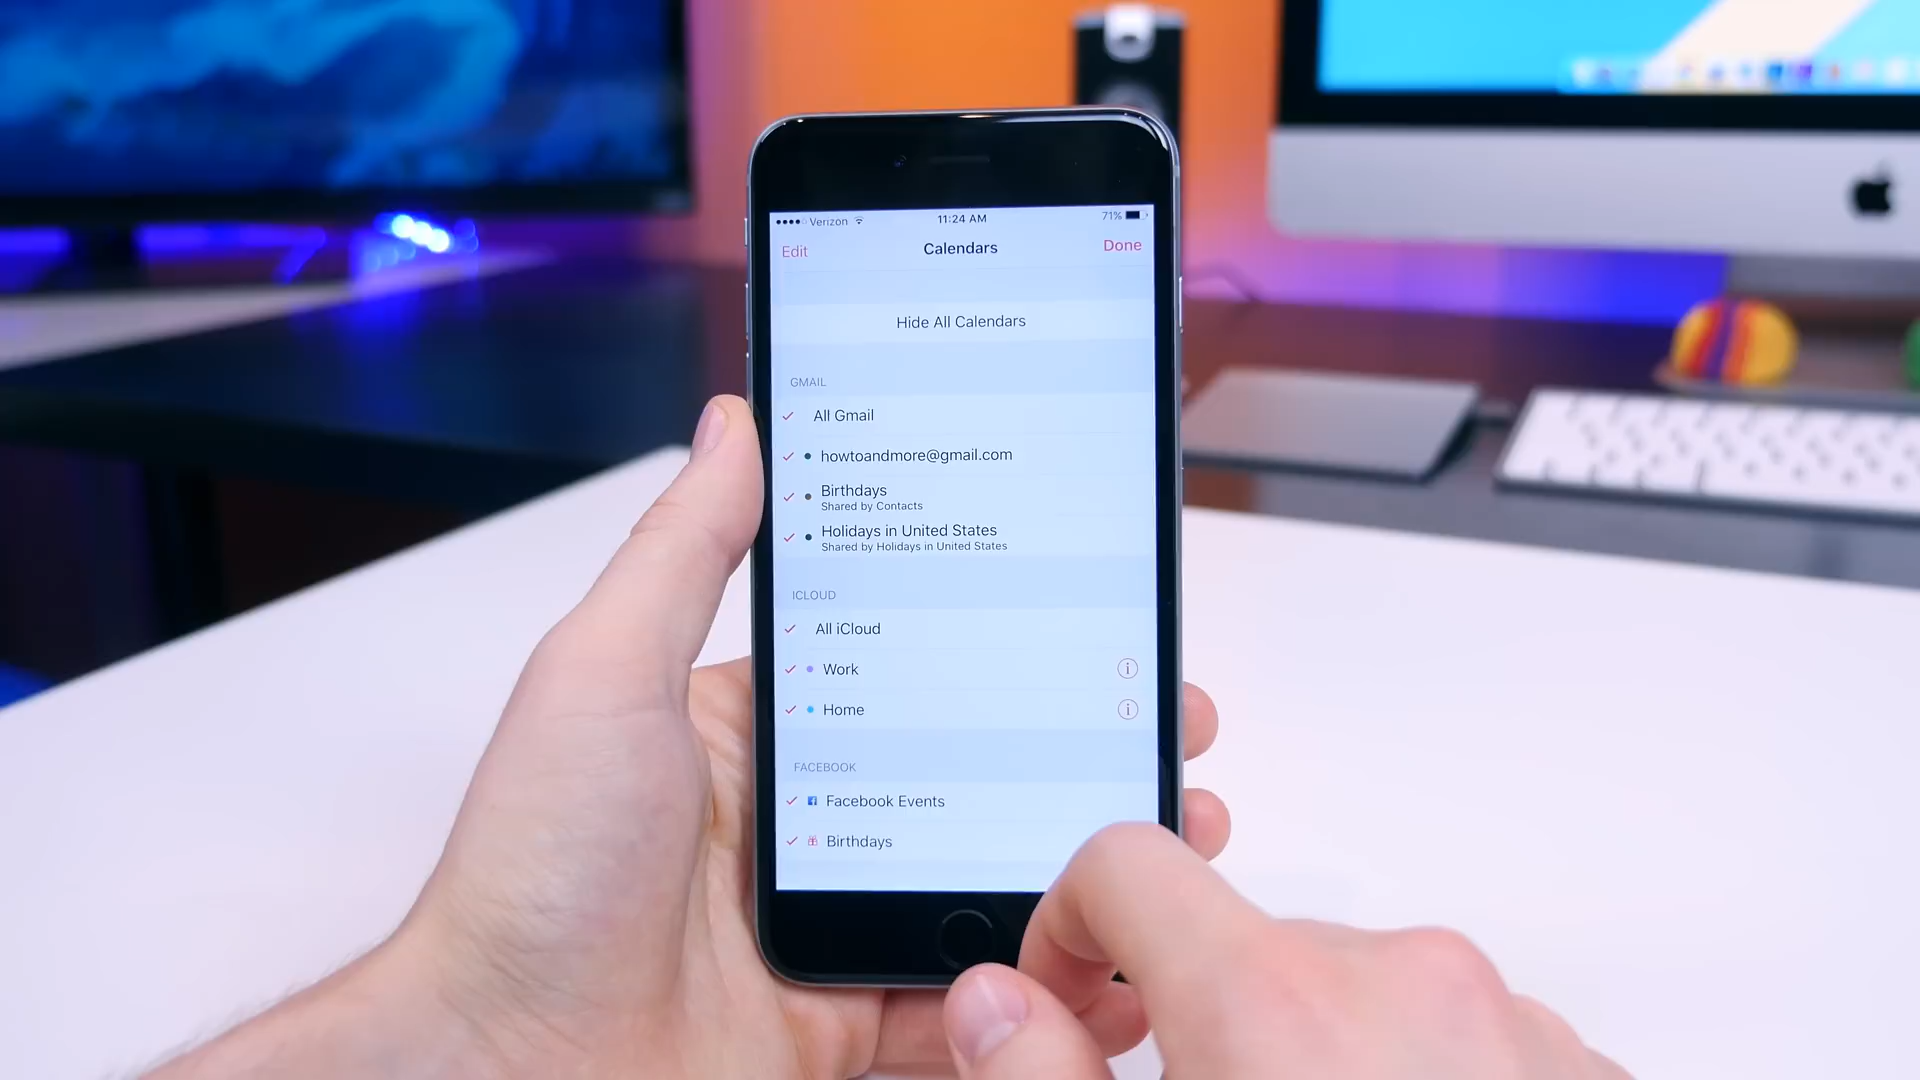 Verizon 11:24 AM 71%
Edit Calendars Done
Hide All Calendars
GMAIL
All Gmail
howtoandmore@gmail.com
Birthdays
Shared by Contacts
Holidays in United States
Shared by Holidays in United States
ICLOUD
All iCloud
Work
Home
FACEBOOK
Facebook Events
Birthdays